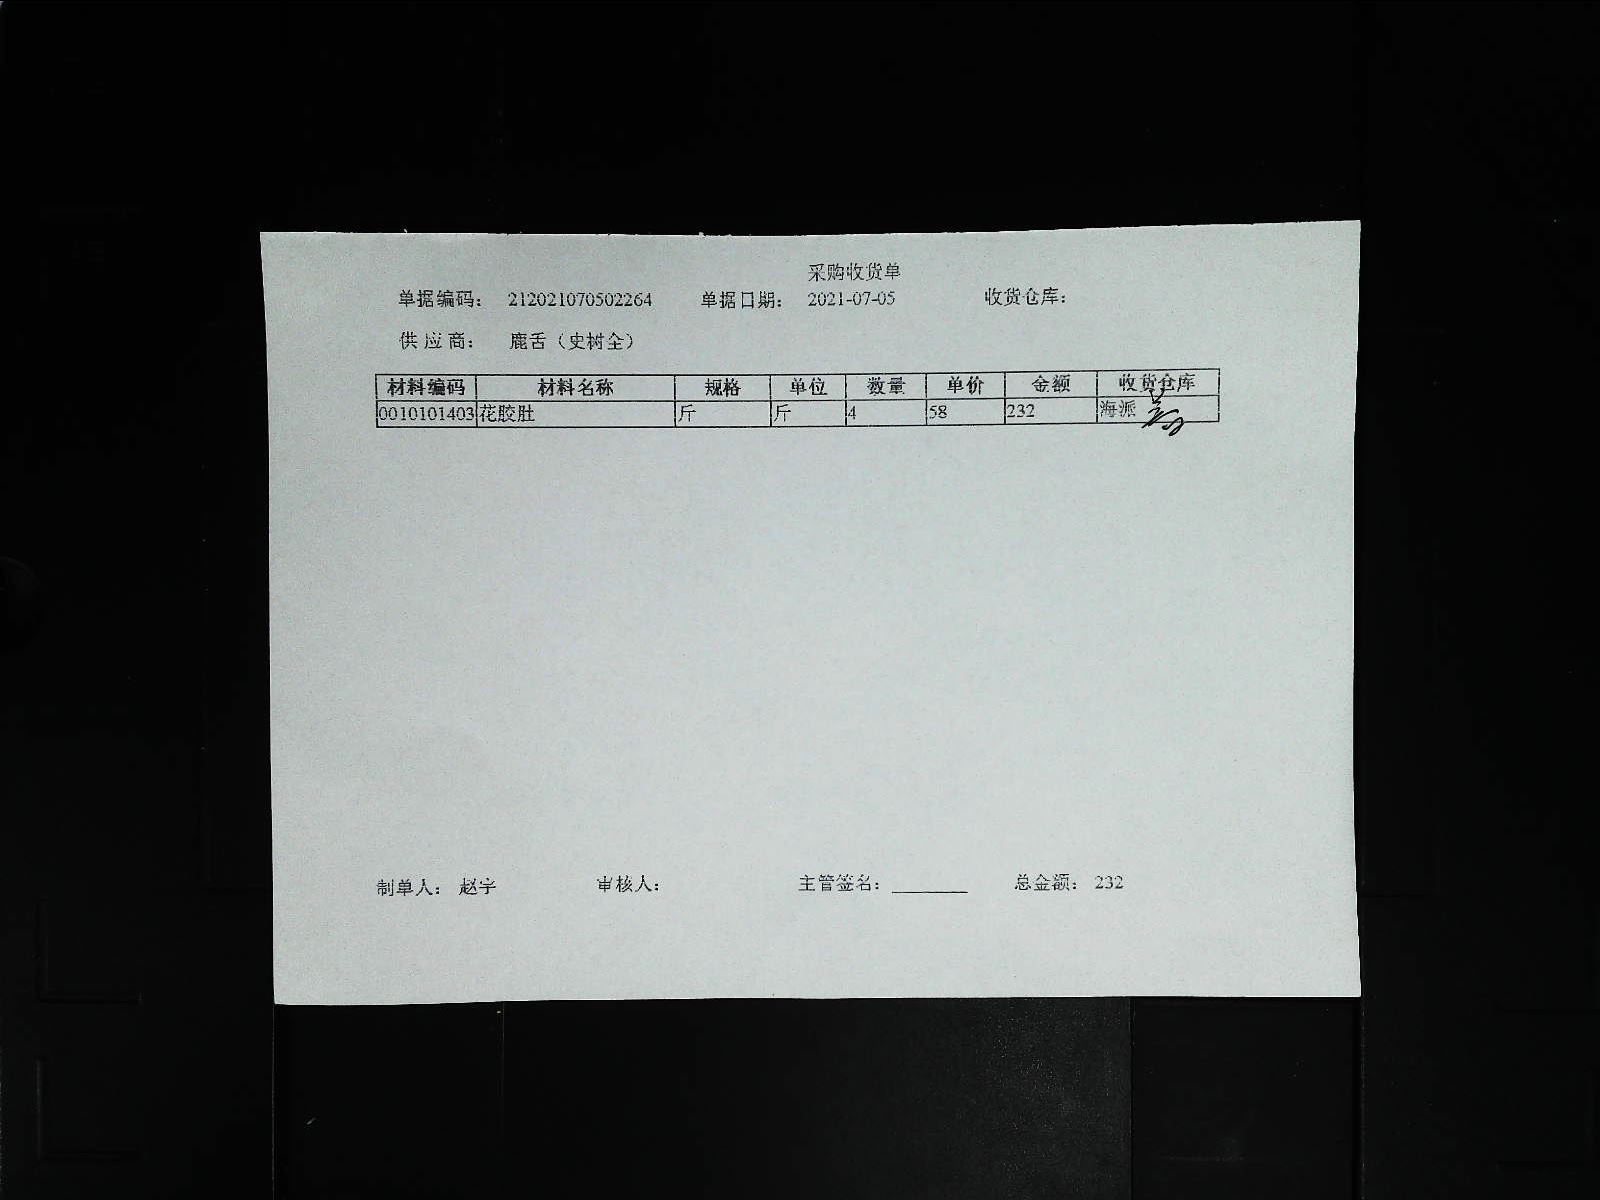 采购收货单
单据编码： 212021070502264 单据日期： 2021-07-05 收货仓库：
供 应 商： 鹿舌（史树全）
材料编码 材料名称 规格 单位 数量 单价 金额 收货仓库
0010101403 花胶肚 斤 斤 4 58 232 海派
制单人： 赵宇 审核人： 主管签名： 总金额： 232